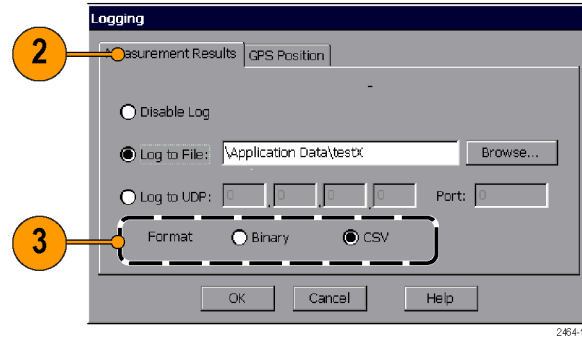 Logging
2
Measurement Results
GPS Position
Disable Log
Log to File: \Application Data\testX Browse...
Log to UDP: 0 . 0 . 0 . 0 Port: 0
3
Format Binary CSV
OK Cancel Help